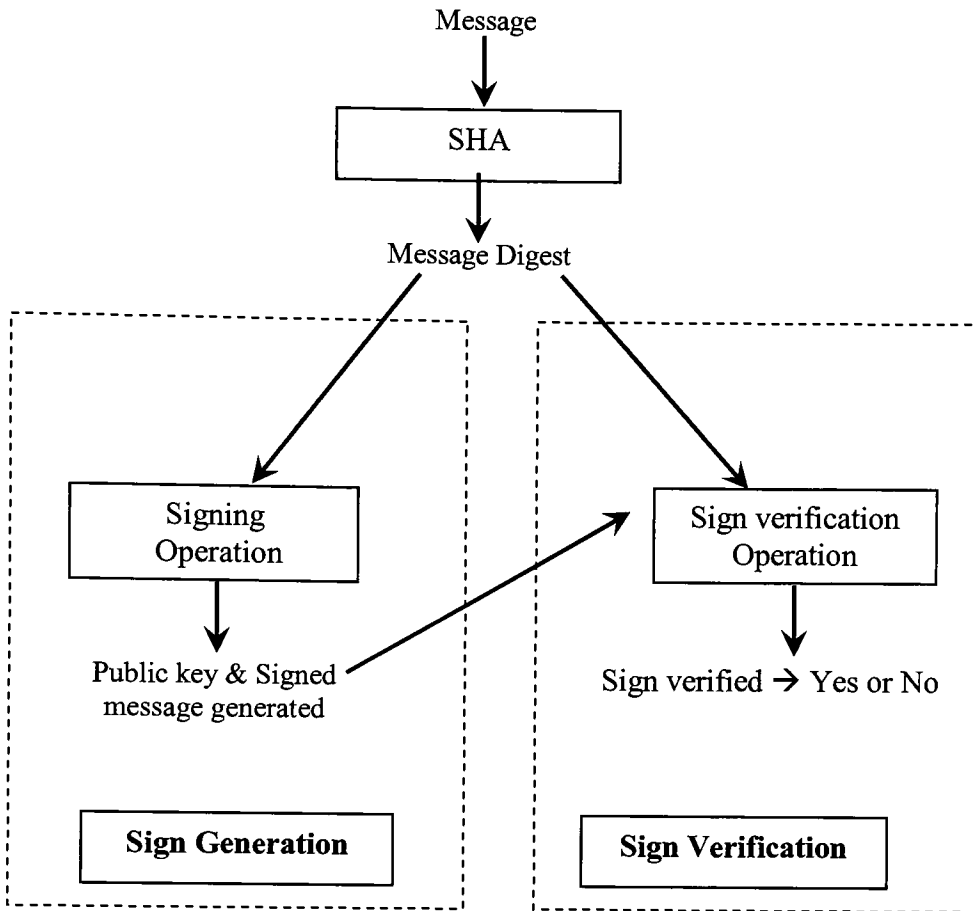 Message
SHA
Message Digest
Signing
Operation
Public key & Signed
message generated
Sign Generation
Sign verification
Operation
Sign verified → Yes or No
Sign Verification